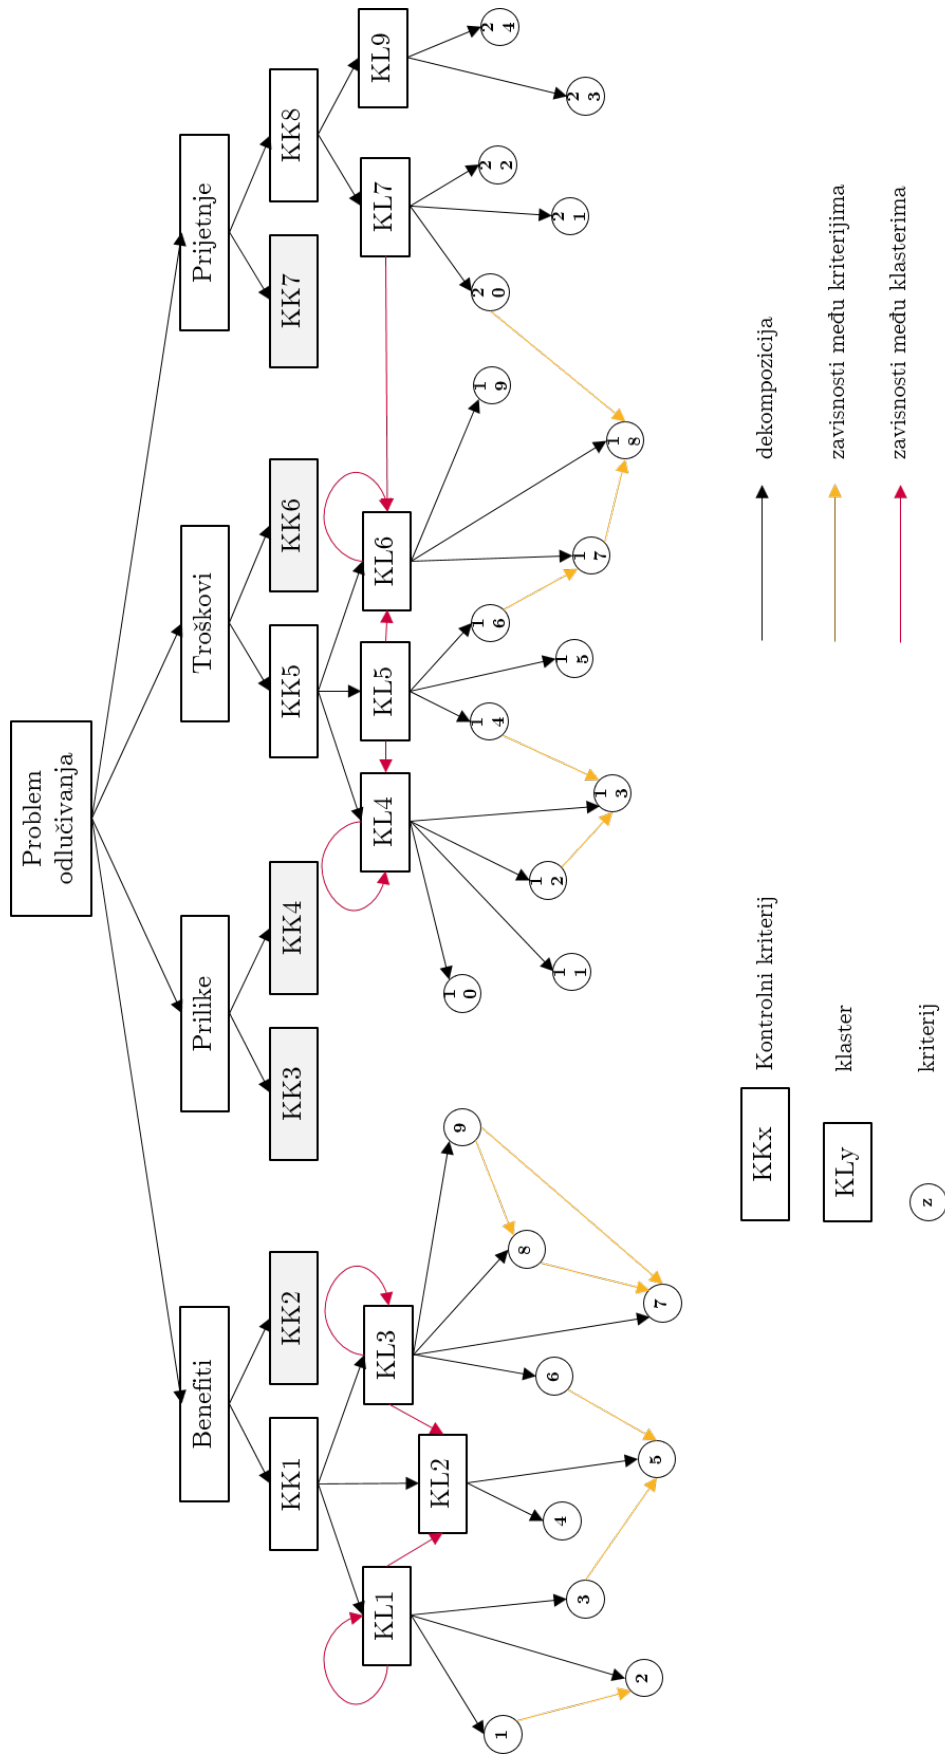 Problem
odlučivanja
Benefiti
Prilike
Troškovi
Prijetnje
KK1
KK2
KK3
KK4
KK5
KK6
KK7
KK8
KL1
KL2
KL3
KL4
KL5
KL6
KL7
KL9
1
2
3
4
5
6
7
8
9
10
11
12
13
14
15
16
17
18
19
20
21
22
23
24
KKx
Kontrolni kriterij
dekompozicija
KLy
klaster
zavisnosti među kriterijima
z
kriterij
zavisnosti među klasterima